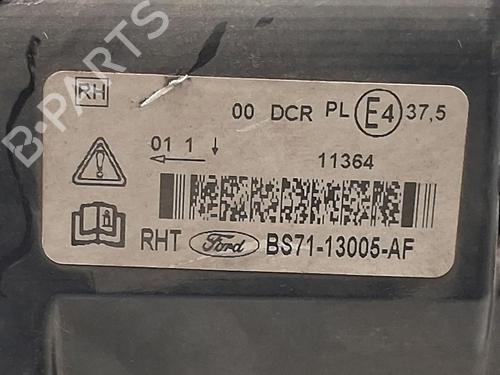 B-PARTS
RH
00 DCR PL E4 37,5
01 1
11364
RHT Ford BS71-13005-AF